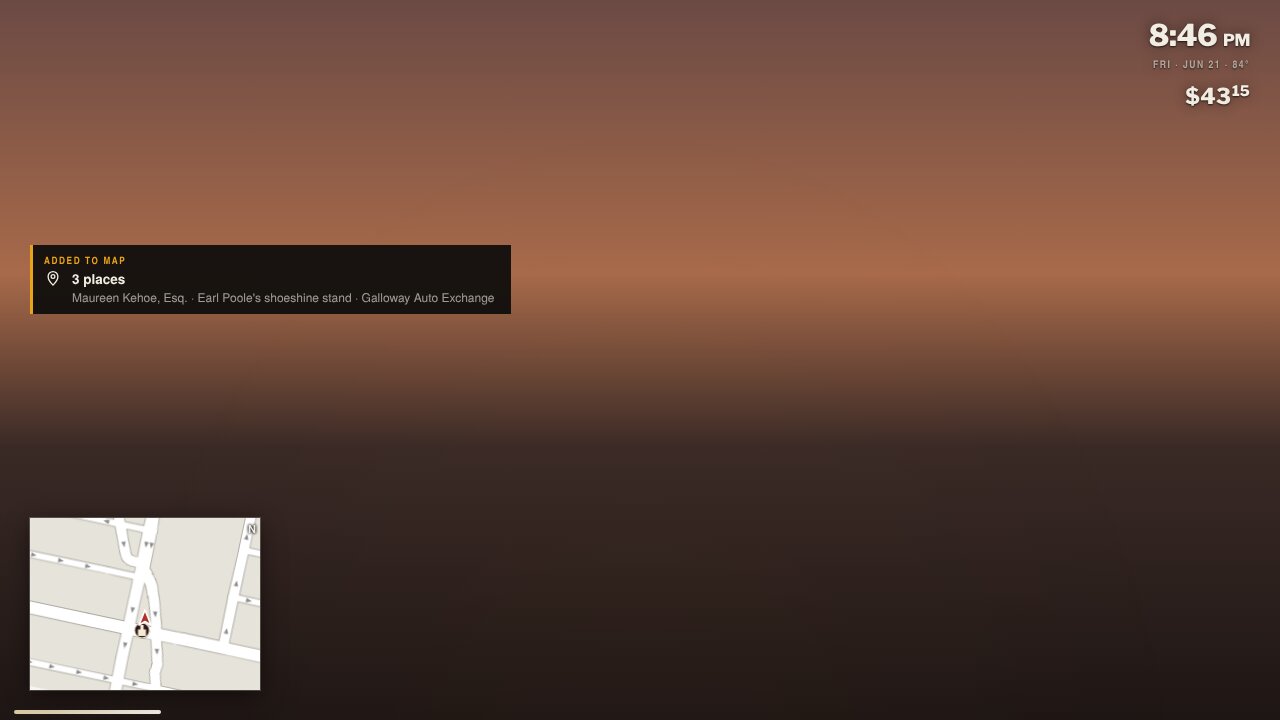 8:46 PM
FRI · JUN 21 · 84°
$4315
ADDED TO MAP
3 places
Maureen Kehoe, Esq. · Earl Poole's shoeshine stand · Galloway Auto Exchange
N